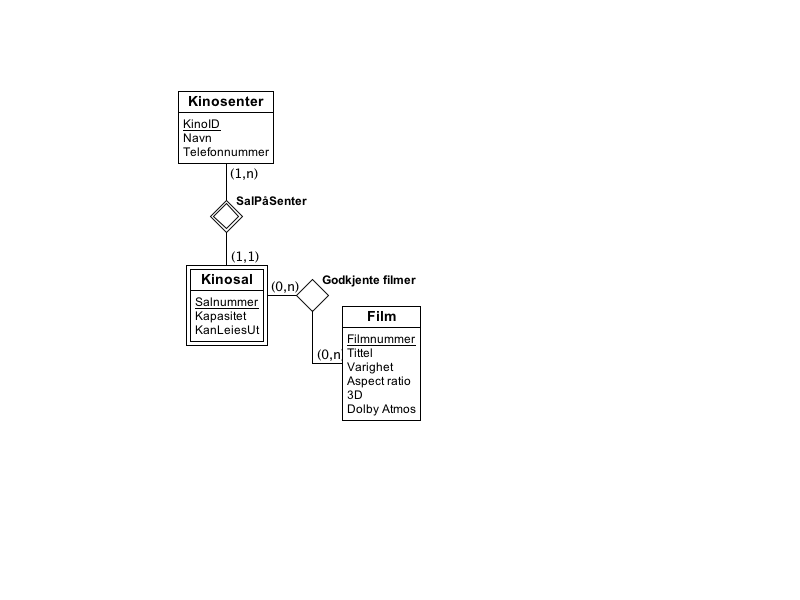 Kinosenter
KinoID
Navn
Telefonnummer
(1,n)
SalPåSenter
(1,1)
Kinosal
Salnummer
Kapasitet
KanLeiesUt
(0,n)
Godkjente filmer
(0,n)
Film
Filmnummer
Tittel
Varighet
Aspect ratio
3D
Dolby Atmos